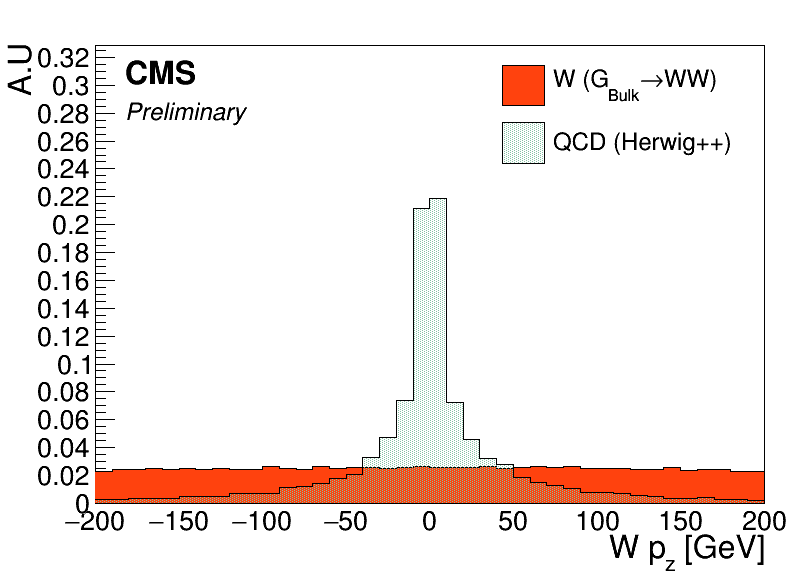 A.U
CMS
Preliminary
W (G_Bulk→WW)
QCD (Herwig++)
0.32
0.3
0.28
0.26
0.24
0.22
0.2
0.18
0.16
0.14
0.12
0.1
0.08
0.06
0.04
0.02
0
−200 −150 −100 −50 0 50 100 150 200
W p_z [GeV]